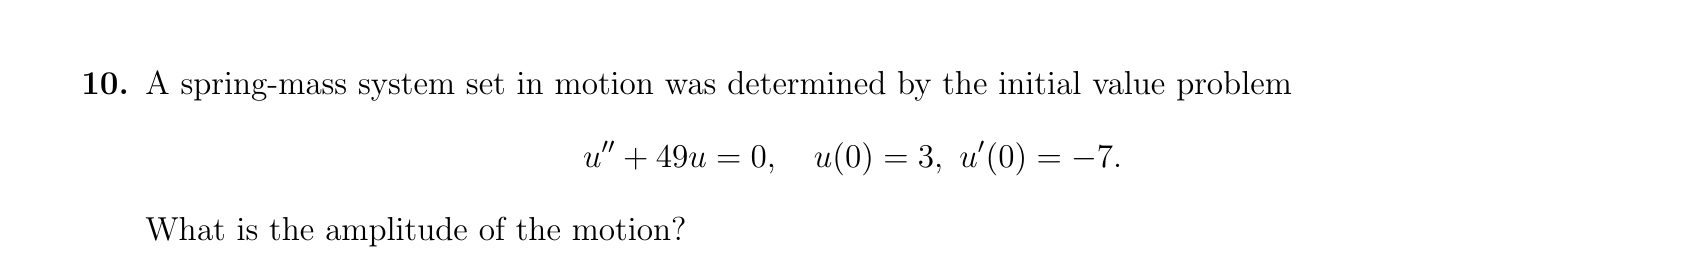 10. A spring-mass system set in motion was determined by the initial value problem
u″ + 49u = 0, u(0) = 3, u′(0) = −7.
What is the amplitude of the motion?